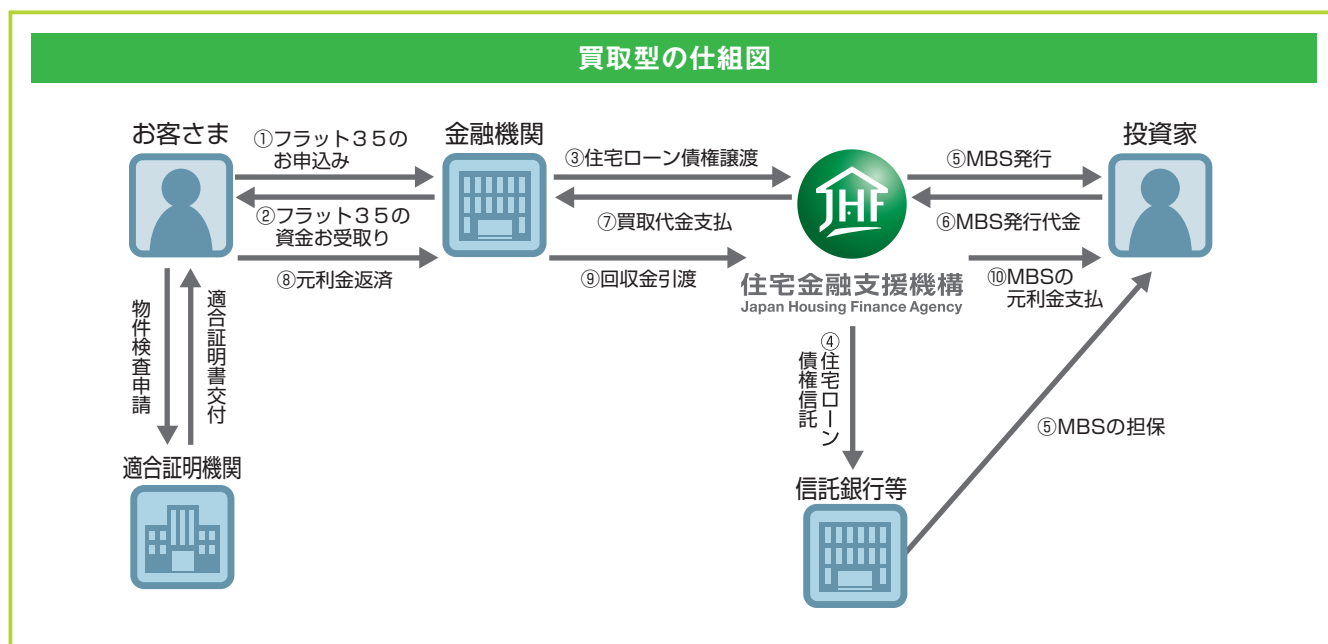 買取型の仕組図
お客さま
①フラット３５の
お申込み
金融機関
③住宅ローン債権譲渡
JHF
⑤MBS発行
投資家
②フラット３５の
資金お受取り
⑦買取代金支払
⑥MBS発行代金
⑧元利金返済
⑨回収金引渡
住宅金融支援機構
Japan Housing Finance Agency
⑩MBSの
元利金支払
物件検査申請
適合証明書交付
④住宅ローン
債権信託
⑤MBSの担保
適合証明機関
信託銀行等